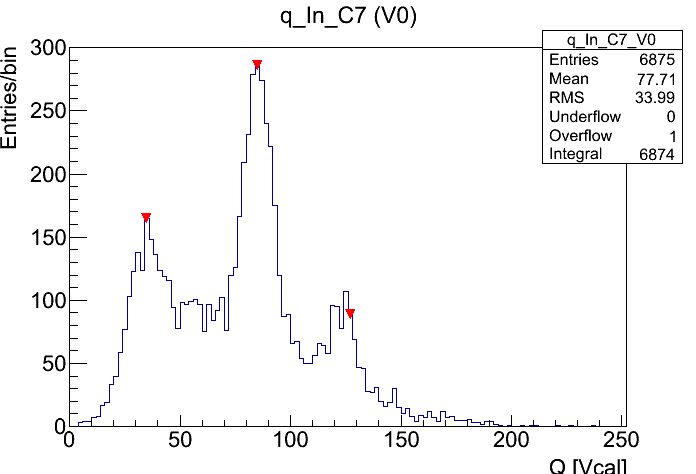 q_In_C7 (V0)
q_In_C7_V0
Entries 6875
Mean 77.71
RMS 33.99
Underflow 0
Overflow 1
Integral 6874
Entries/bin
300
250
200
150
100
50
0
0 50 100 150 200 250
Q [Vcal]